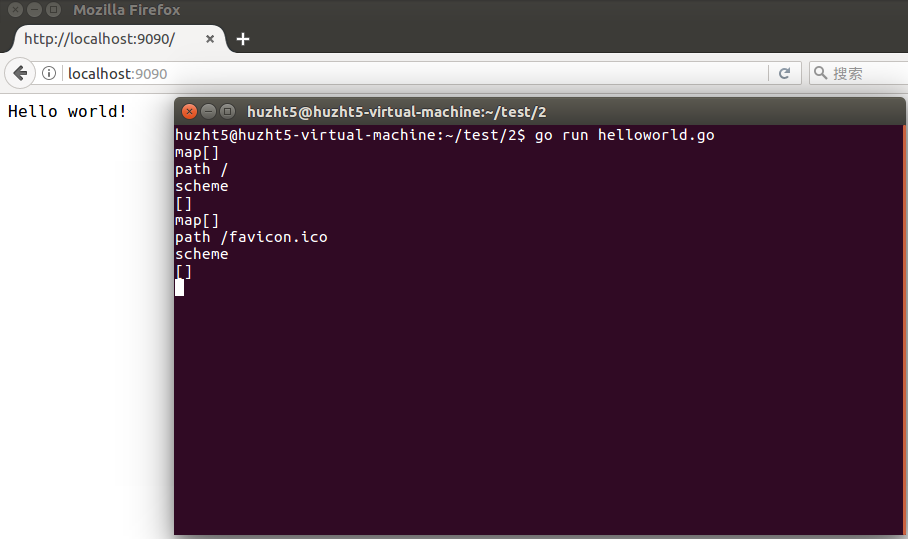 Mozilla Firefox
http://localhost:9090/
localhost:9090
搜索
Hello world!
huzht5@huzht5-virtual-machine:~/test/2
huzht5@huzht5-virtual-machine:~/test/2$ go run helloworld.go
map[]
path /
scheme
[]
map[]
path /favicon.ico
scheme
[]